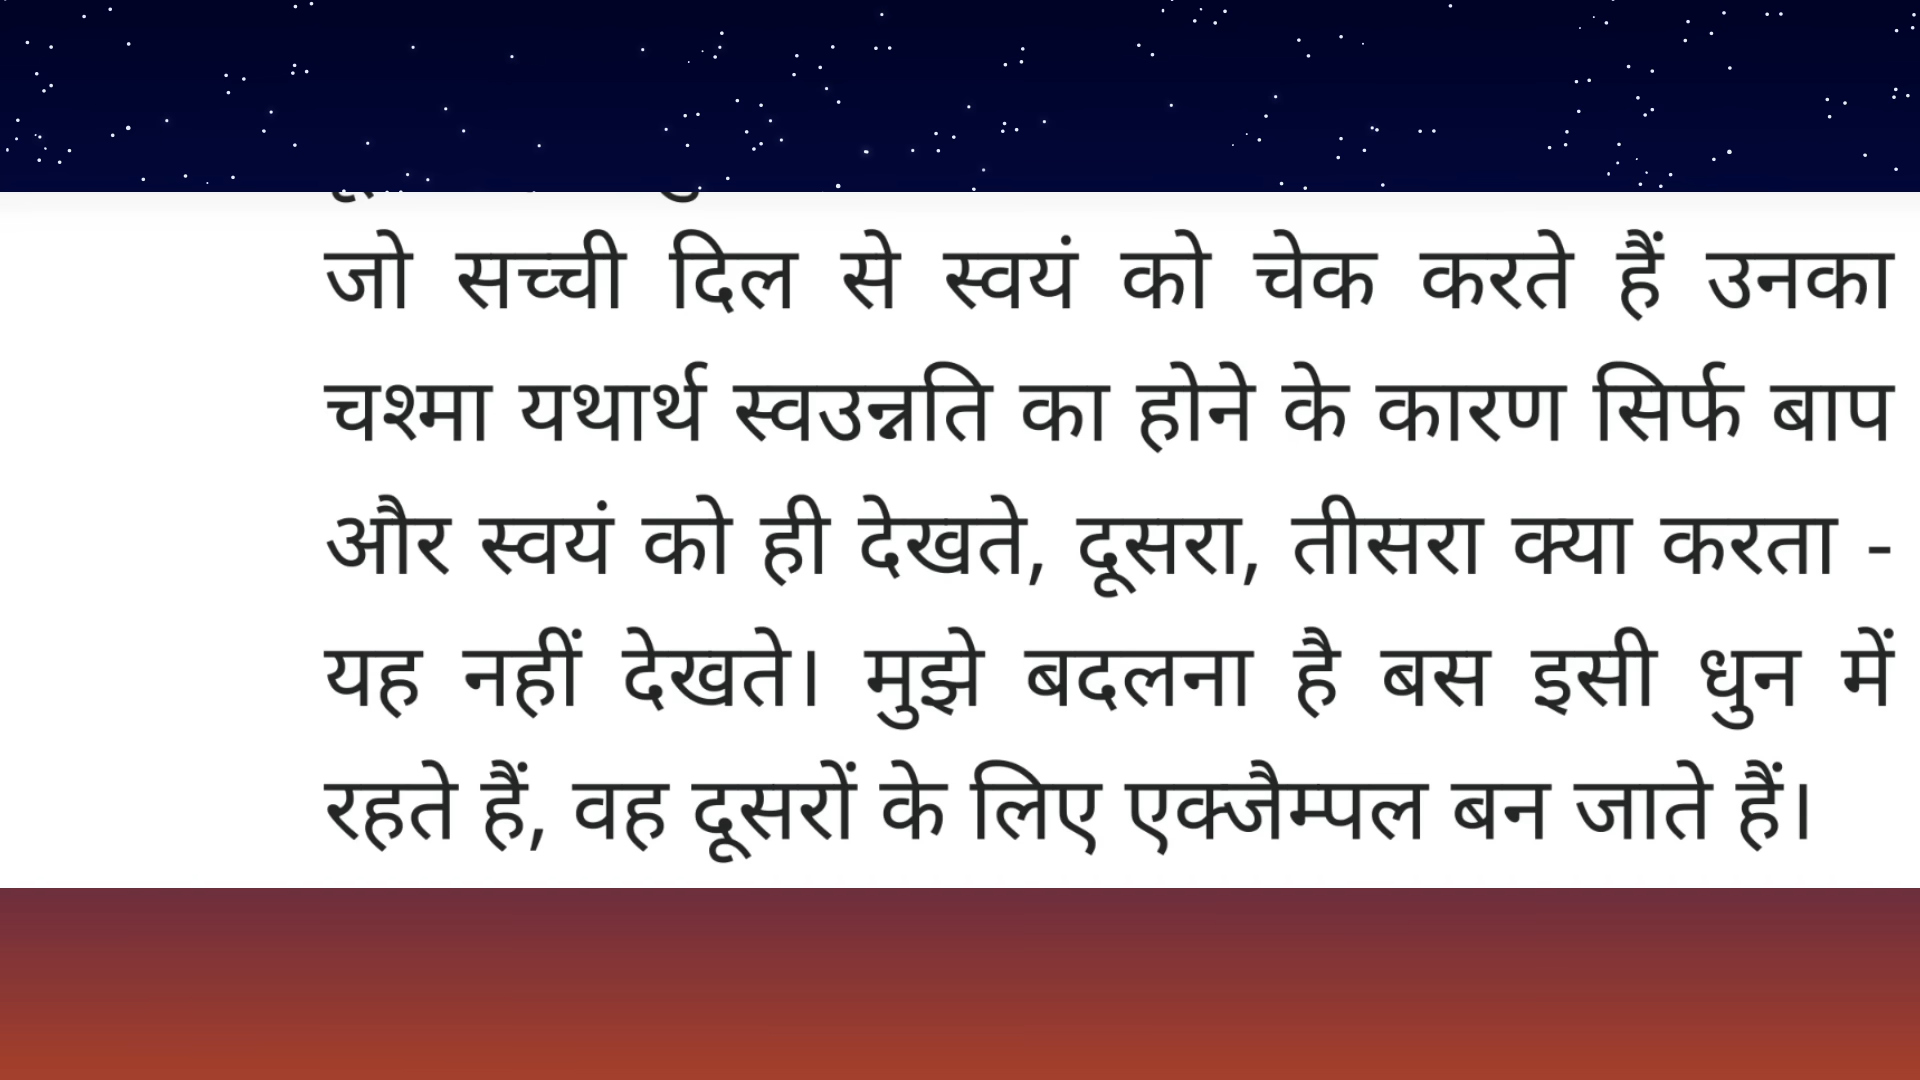 जो सच्ची दिल से स्वयं को चेक करते हैं उनका
चश्मा यथार्थ स्वउन्नति का होने के कारण सिर्फ बाप
और स्वयं को ही देखते, दूसरा, तीसरा क्या करता -
यह नहीं देखते। मुझे बदलना है बस इसी धुन में
रहते हैं, वह दूसरों के लिए एक्जैम्पल बन जाते हैं।